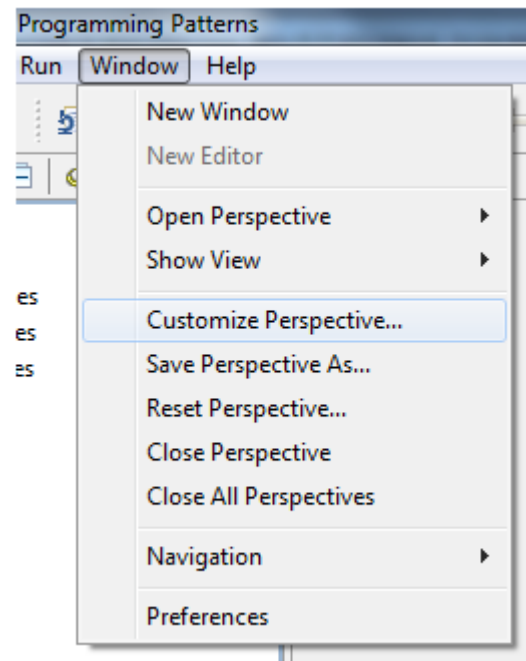 Programming Patterns
Run Window Help
New Window
New Editor
Open Perspective
Show View
es
Customize Perspective...
es
Save Perspective As...
es
Reset Perspective...
Close Perspective
Close All Perspectives
Navigation
Preferences